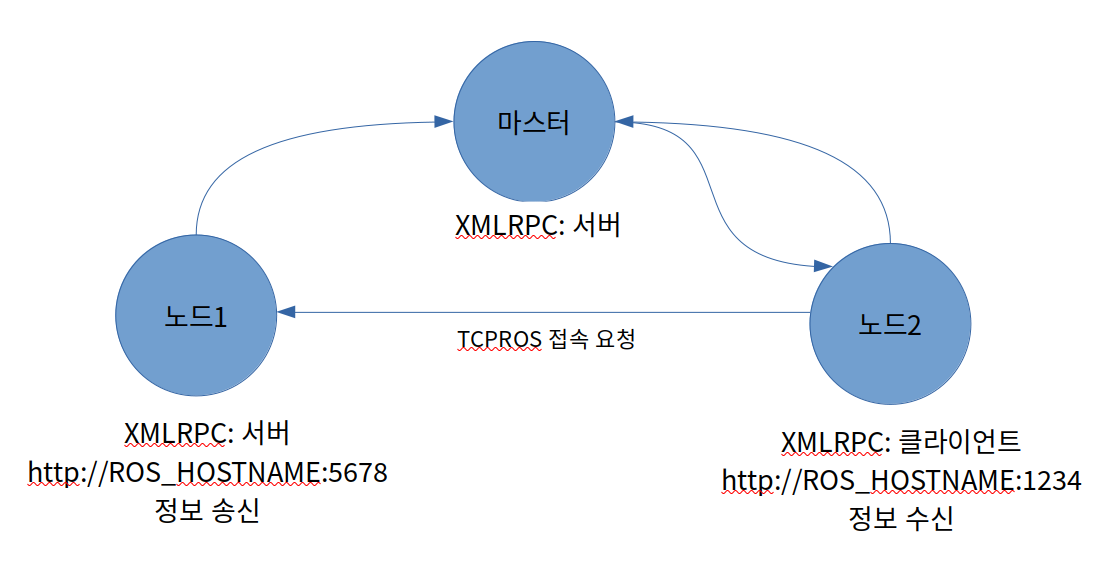 마스터
XMLRPC: 서버
노드1
노드2
TCPROS 접속 요청
XMLRPC: 서버
http://ROS_HOSTNAME:5678
정보 송신
XMLRPC: 클라이언트
http://ROS_HOSTNAME:1234
정보 수신